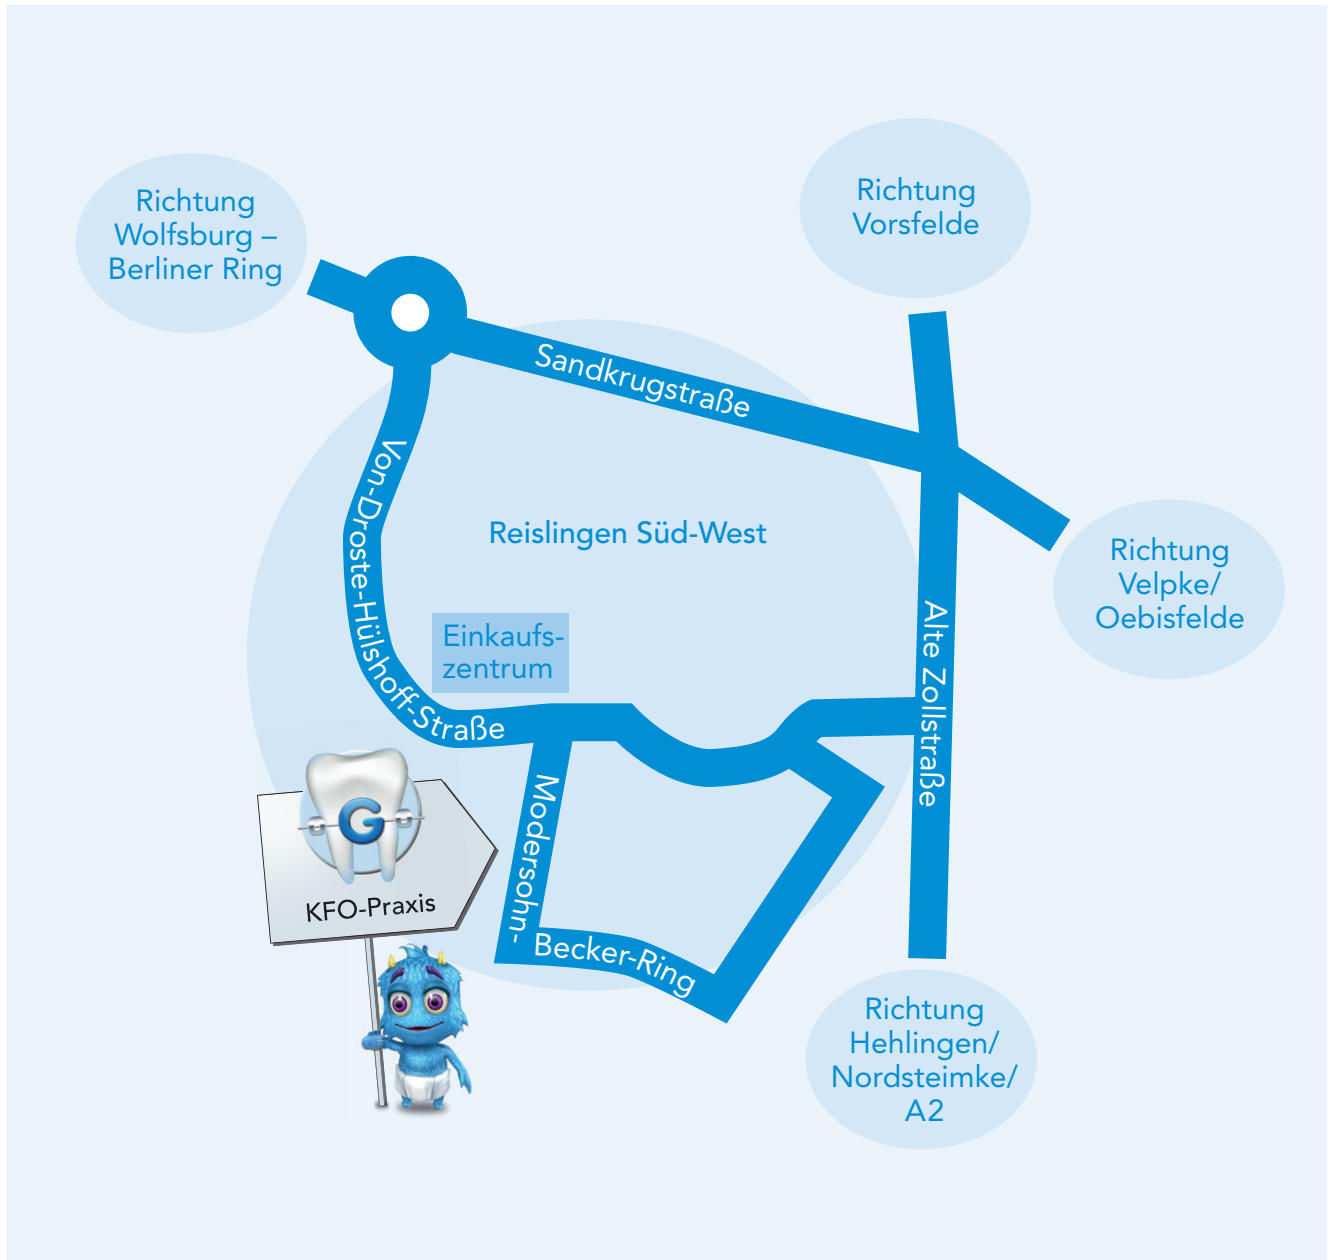 Richtung
Wolfsburg –
Berliner Ring
Richtung
Vorsfelde
Sandkrugstraße
Von-Droste-Hülshoff-Straße
Reislingen Süd-West
Richtung
Velpke/
Oebisfelde
Einkaufs-
zentrum
Alte Zollstraße
G
KFO-Praxis
Modersohn-
Becker-Ring
Richtung
Hehlingen/
Nordsteimke/
A2